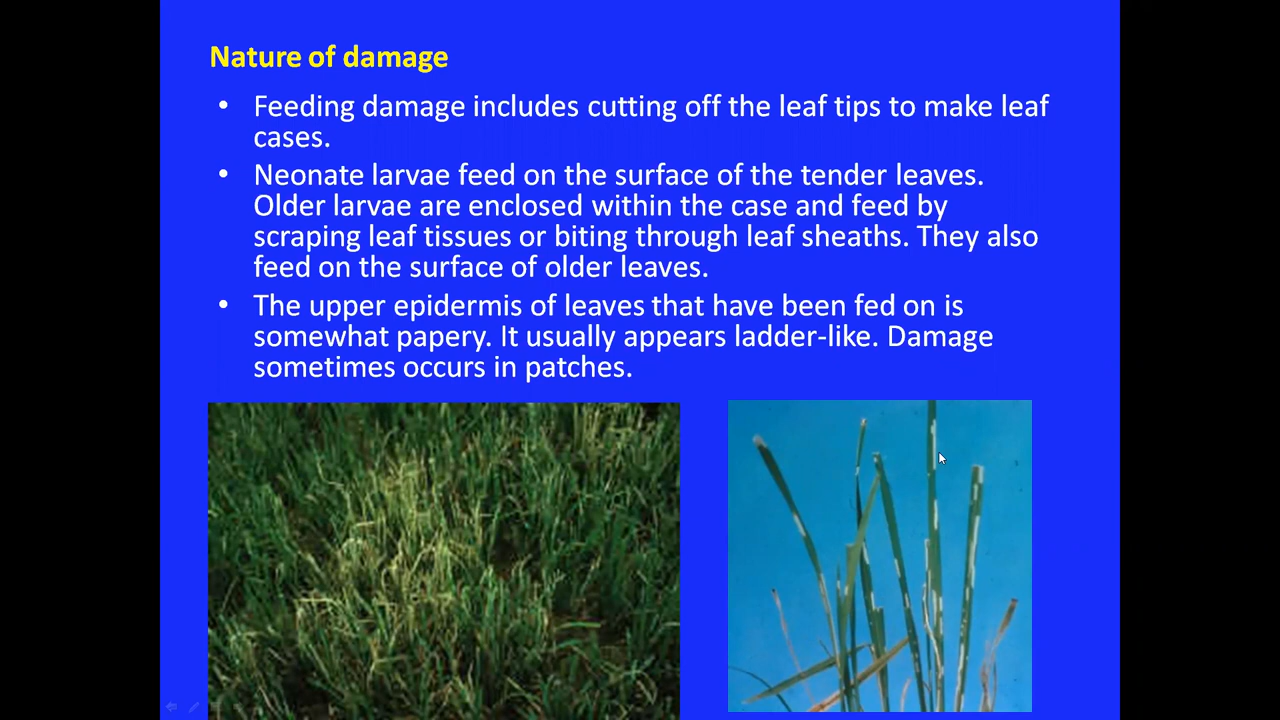 Nature of damage
• Feeding damage includes cutting off the leaf tips to make leaf
cases.
• Neonate larvae feed on the surface of the tender leaves.
Older larvae are enclosed within the case and feed by
scraping leaf tissues or biting through leaf sheaths. They also
feed on the surface of older leaves.
• The upper epidermis of leaves that have been fed on is
somewhat papery. It usually appears ladder-like. Damage
sometimes occurs in patches.